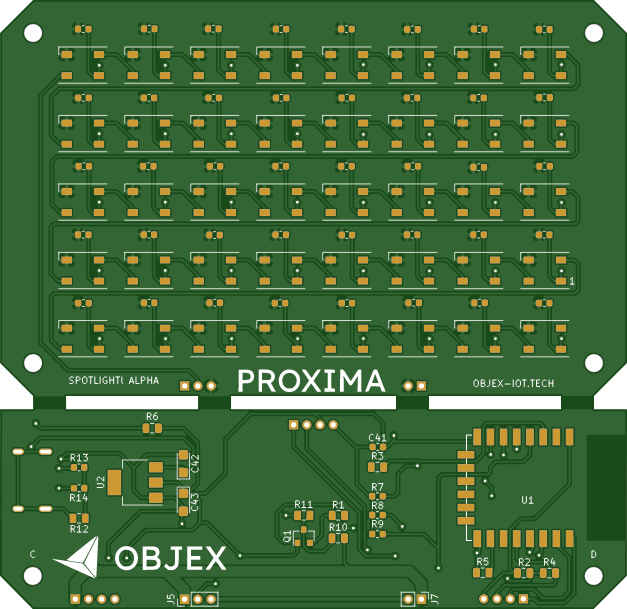 1
SPOTLIGHT! ALPHA
PROXIMA
OBJEX-IOT.TECH
R6
R13
R14
R12
U2
C42
C43
C41
R3
R7
R8
R9
R11
R1
R10
Q1
U1
R5
R2
R4
C
D
OBJEX
J5
J7